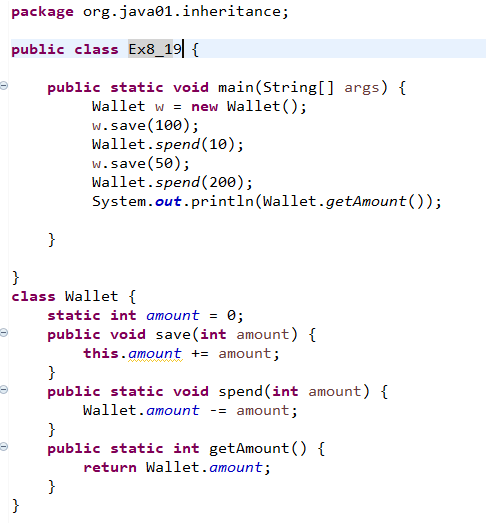 package org.java01.inheritance;
public class Ex8_19 {
public static void main(String[] args) {
Wallet w = new Wallet();
w.save(100);
Wallet.spend(10);
w.save(50);
Wallet.spend(200);
System.out.println(Wallet.getAmount());
}
}
class Wallet {
static int amount = 0;
public void save(int amount) {
this.amount += amount;
}
public static void spend(int amount) {
Wallet.amount -= amount;
}
public static int getAmount() {
return Wallet.amount;
}
}